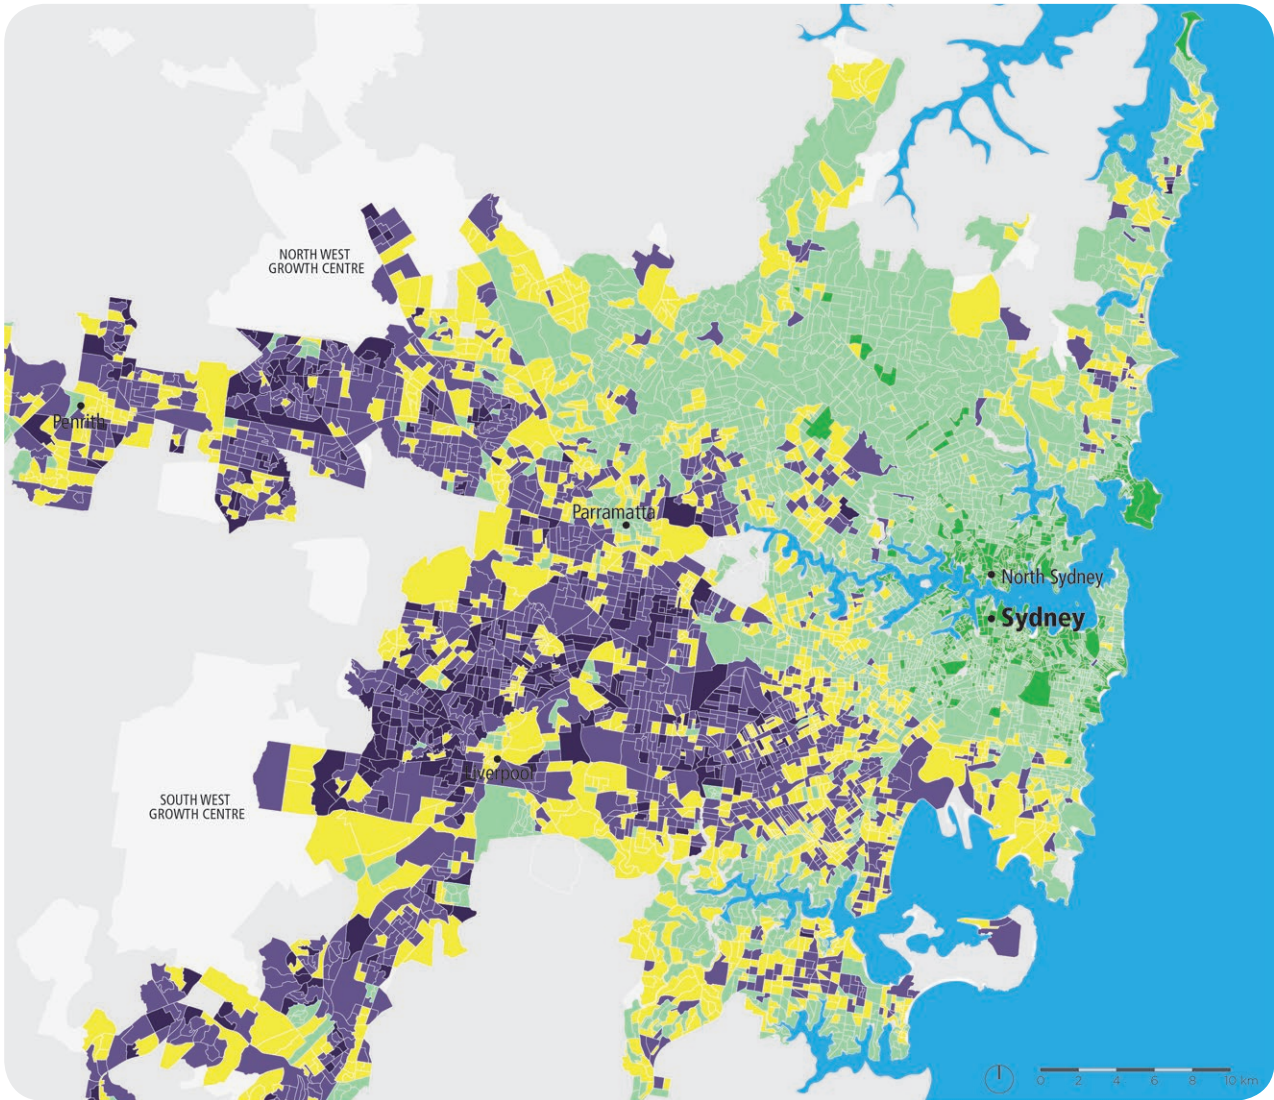 NORTH WEST
GROWTH CENTRE
Penrith
Parramatta
North Sydney
Sydney
Liverpool
SOUTH WEST
GROWTH CENTRE
0 2 4 6 8 10 km